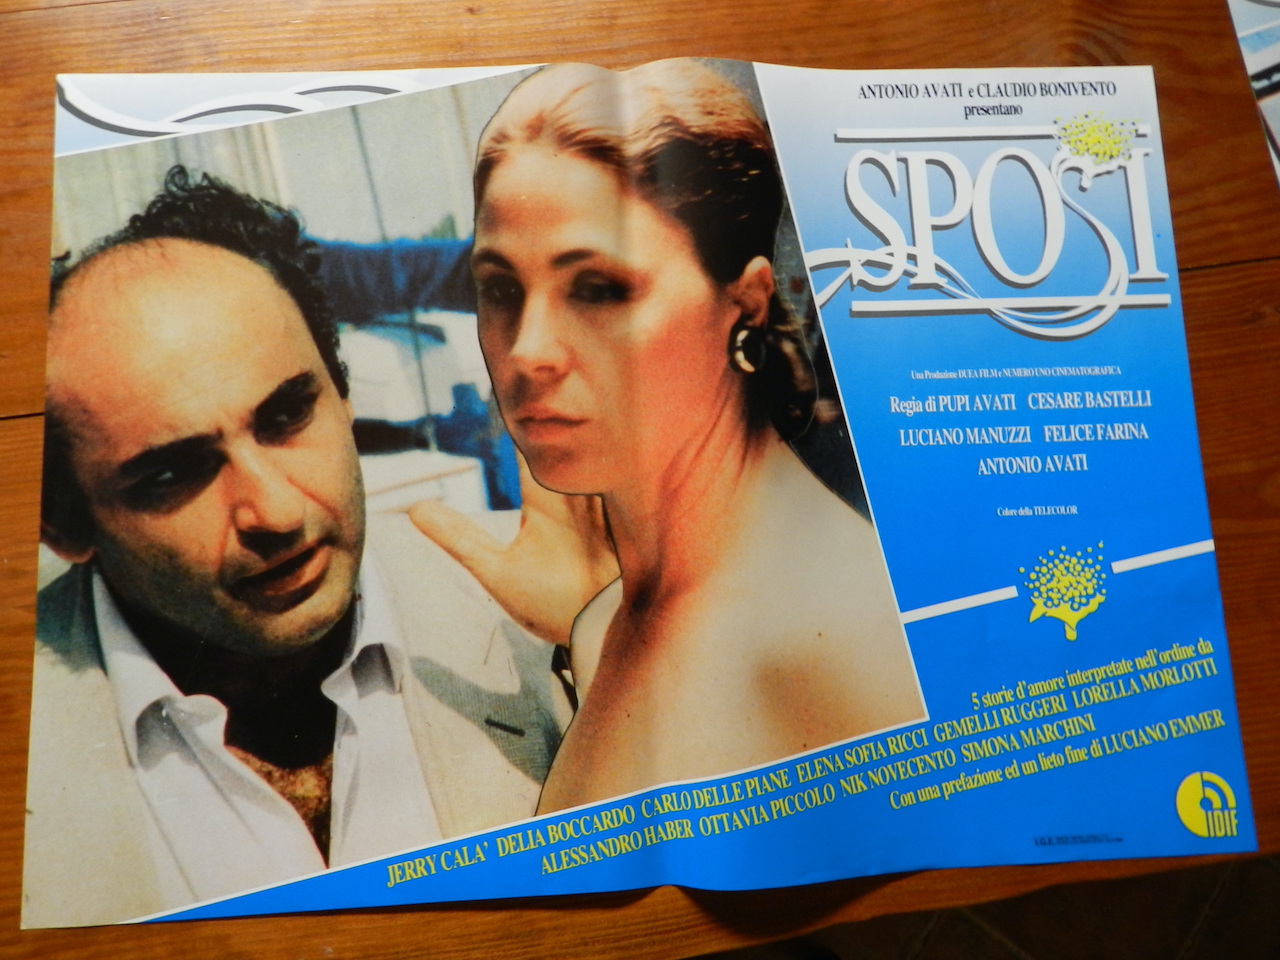 ANTONIO AVATI e CLAUDIO BONIVENTO
presentano
SPOSI
Una Produzione DUEA FILM e NUMERO UNO CINEMATOGRAFICA
Regia di PUPI AVATI CESARE BASTELLI
LUCIANO MANUZZI FELICE FARINA
ANTONIO AVATI
Colore della TELECOLOR
5 storie d'amore interpretate nell'ordine da
JERRY CALA' DELIA BOCCARDO CARLO DELLE PIANE ELENA SOFIA RICCI GEMELLI RUGGERI LORELLA MORLOTTI
ALESSANDRO HABER OTTAVIA PICCOLO NIK NOVECENTO SIMONA MARCHINI
Con una prefazione ed un lieto fine di LUCIANO EMMER
IDIF